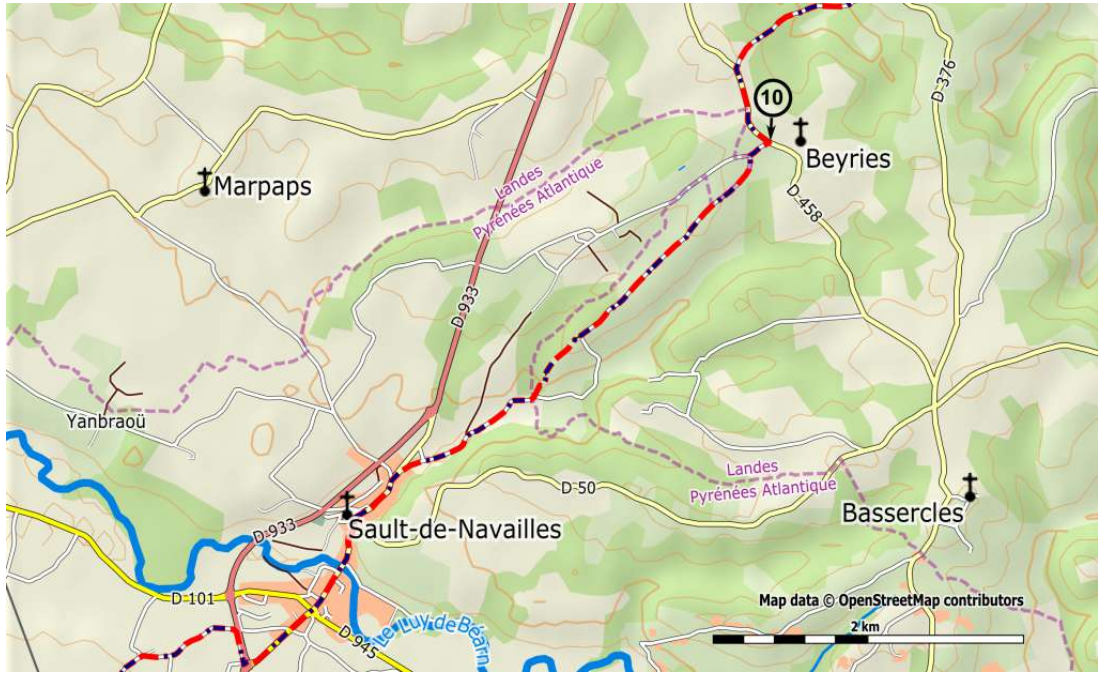 10
D 376
Beyries
Marpaps
Landes
Pyrénées Atlantique
D 458
D 933
Yanbraoü
Landes
Pyrénées Atlantique
D 50
Bassercles
Sault-de-Navailles
D 933
D 101
D 945
Le Luy de Béarn
Map data © OpenStreetMap contributors
2 km